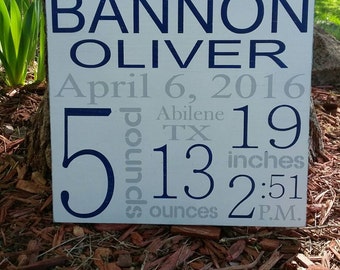 BANNON
OLIVER
April 6, 2016
5 pounds
13 ounces
Abilene
TX
19
inches
2:51
P.M.